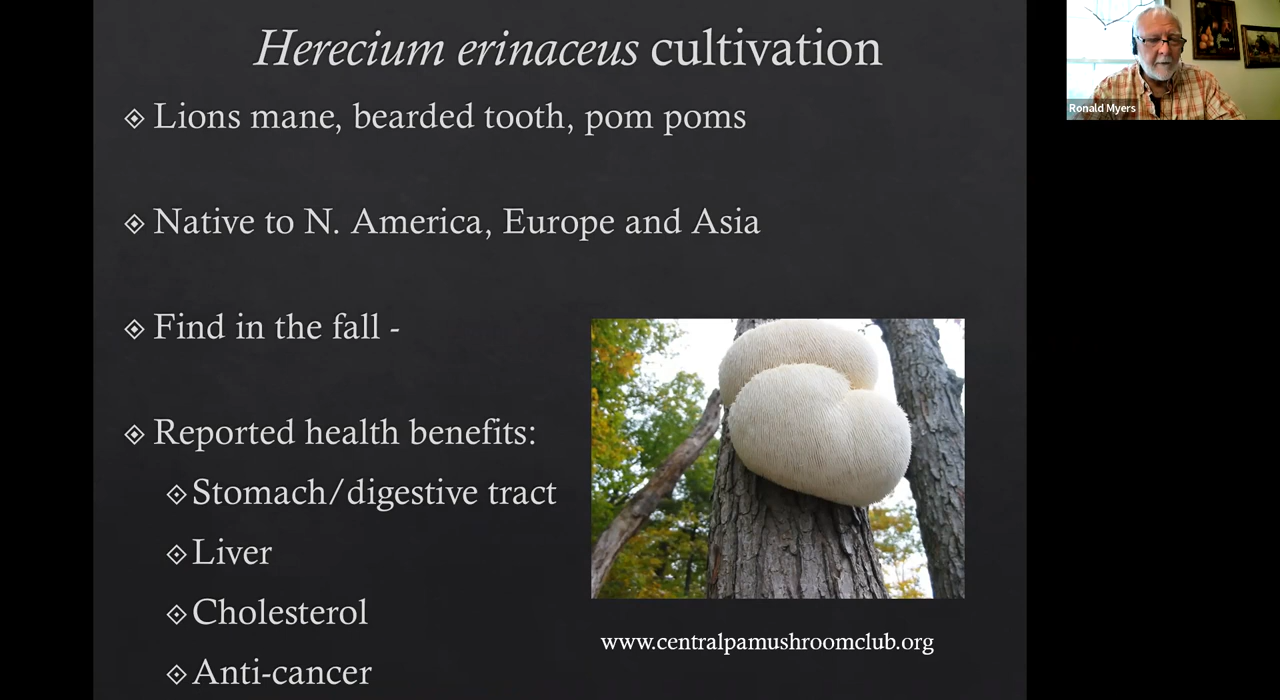 Herecium erinaceus cultivation
Lions mane, bearded tooth, pom poms
Native to N. America, Europe and Asia
Find in the fall -
Reported health benefits:
Stomach/digestive tract
Liver
Cholesterol
Anti-cancer
www.centralpamushroomclub.org
Ronald Myers